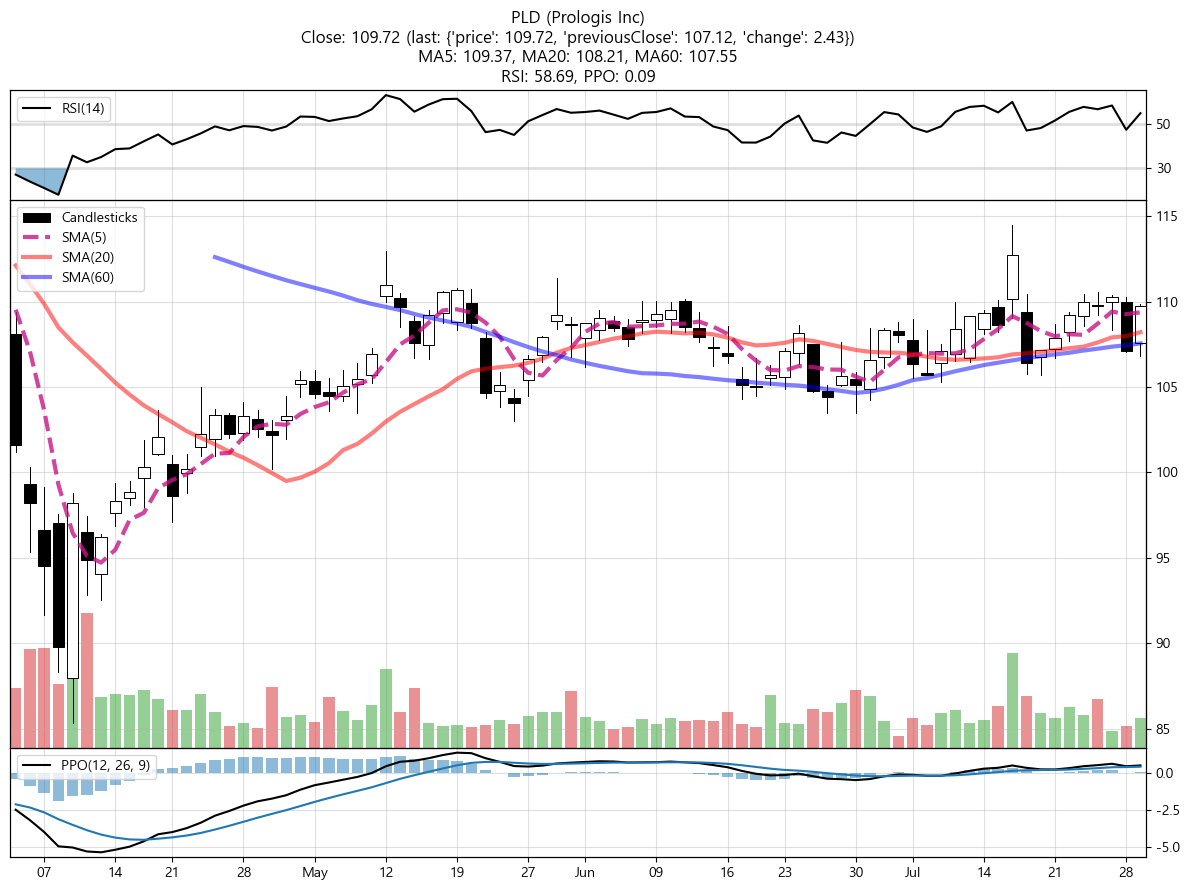 PLD (Prologis Inc)
Close: 109.72 (last: {'price': 109.72, 'previousClose': 107.12, 'change': 2.43})
MA5: 109.37, MA20: 108.21, MA60: 107.55
RSI: 58.69, PPO: 0.09
RSI(14)
50
30
Candlesticks
SMA(5)
SMA(20)
SMA(60)
115
110
105
100
95
90
85
PPO(12, 26, 9)
0.0
-2.5
-5.0
07 14 21 28 May 12 19 27 Jun 09 16 23 30 Jul 14 21 28